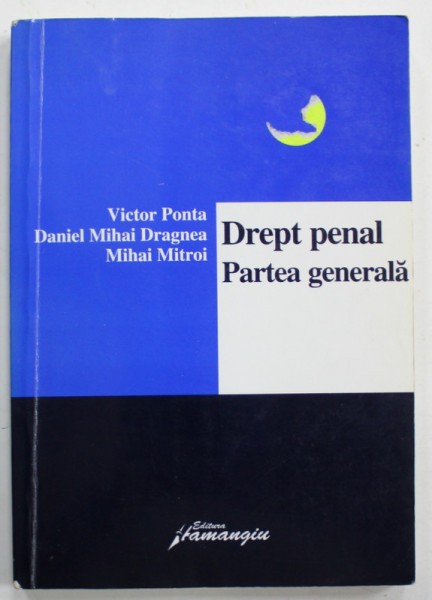 Victor Ponta
Daniel Mihai Dragnea
Mihai Mitroi
Drept penal
Partea generală
Editura
Hamangiu